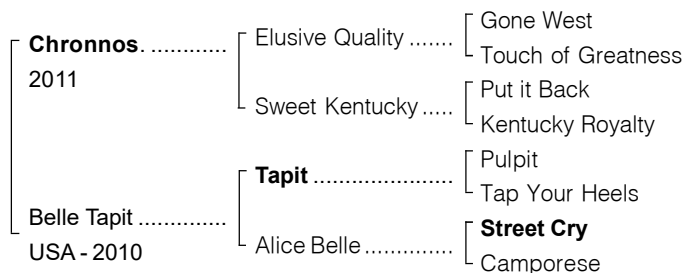 Gone West
Chronnos. ............ Elusive Quality .......
Touch of Greatness
2011
Put it Back
Sweet Kentucky .....
Kentucky Royalty
Pulpit
Tapit ......................
Tap Your Heels
Belle Tapit ..............
Street Cry
USA - 2010
Alice Belle ..............
Camporese